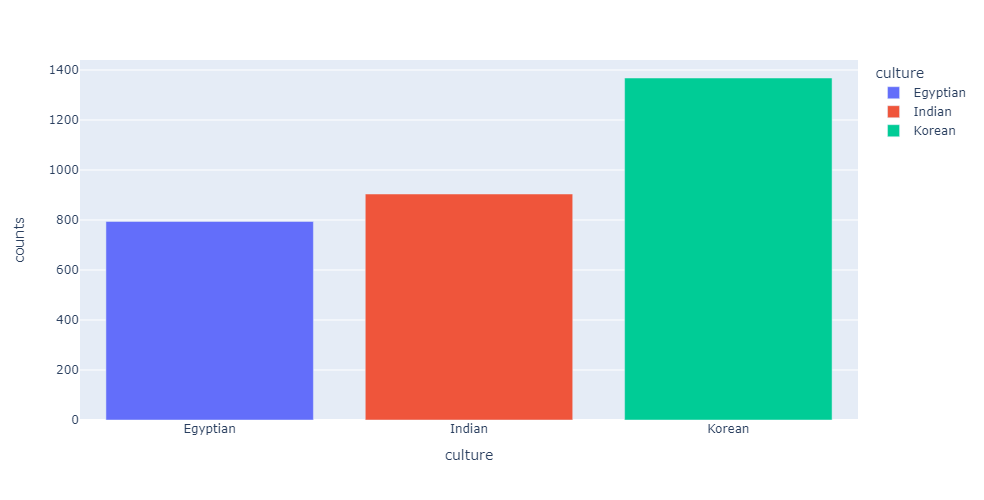 1400
1200
1000
800
600
400
200
0
counts
Egyptian
Indian
Korean
culture
culture
Egyptian
Indian
Korean